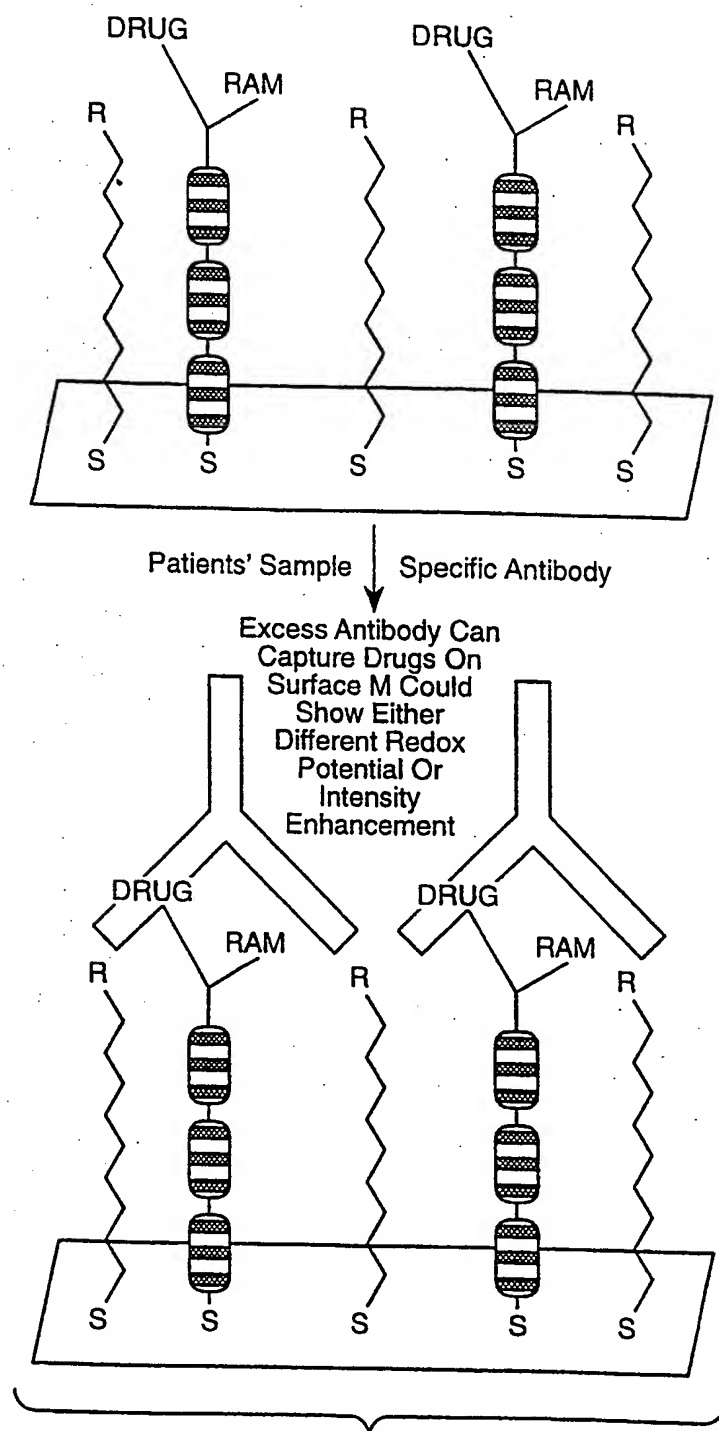 DRUG DRUG
RAM RAM
R R R
S S S S S
Patients' Sample Specific Antibody
Excess Antibody Can
Capture Drugs On
Surface M Could
Show Either
Different Redox
Potential Or
Intensity
Enhancement
DRUG DRUG
RAM RAM
R R R
S S S S S